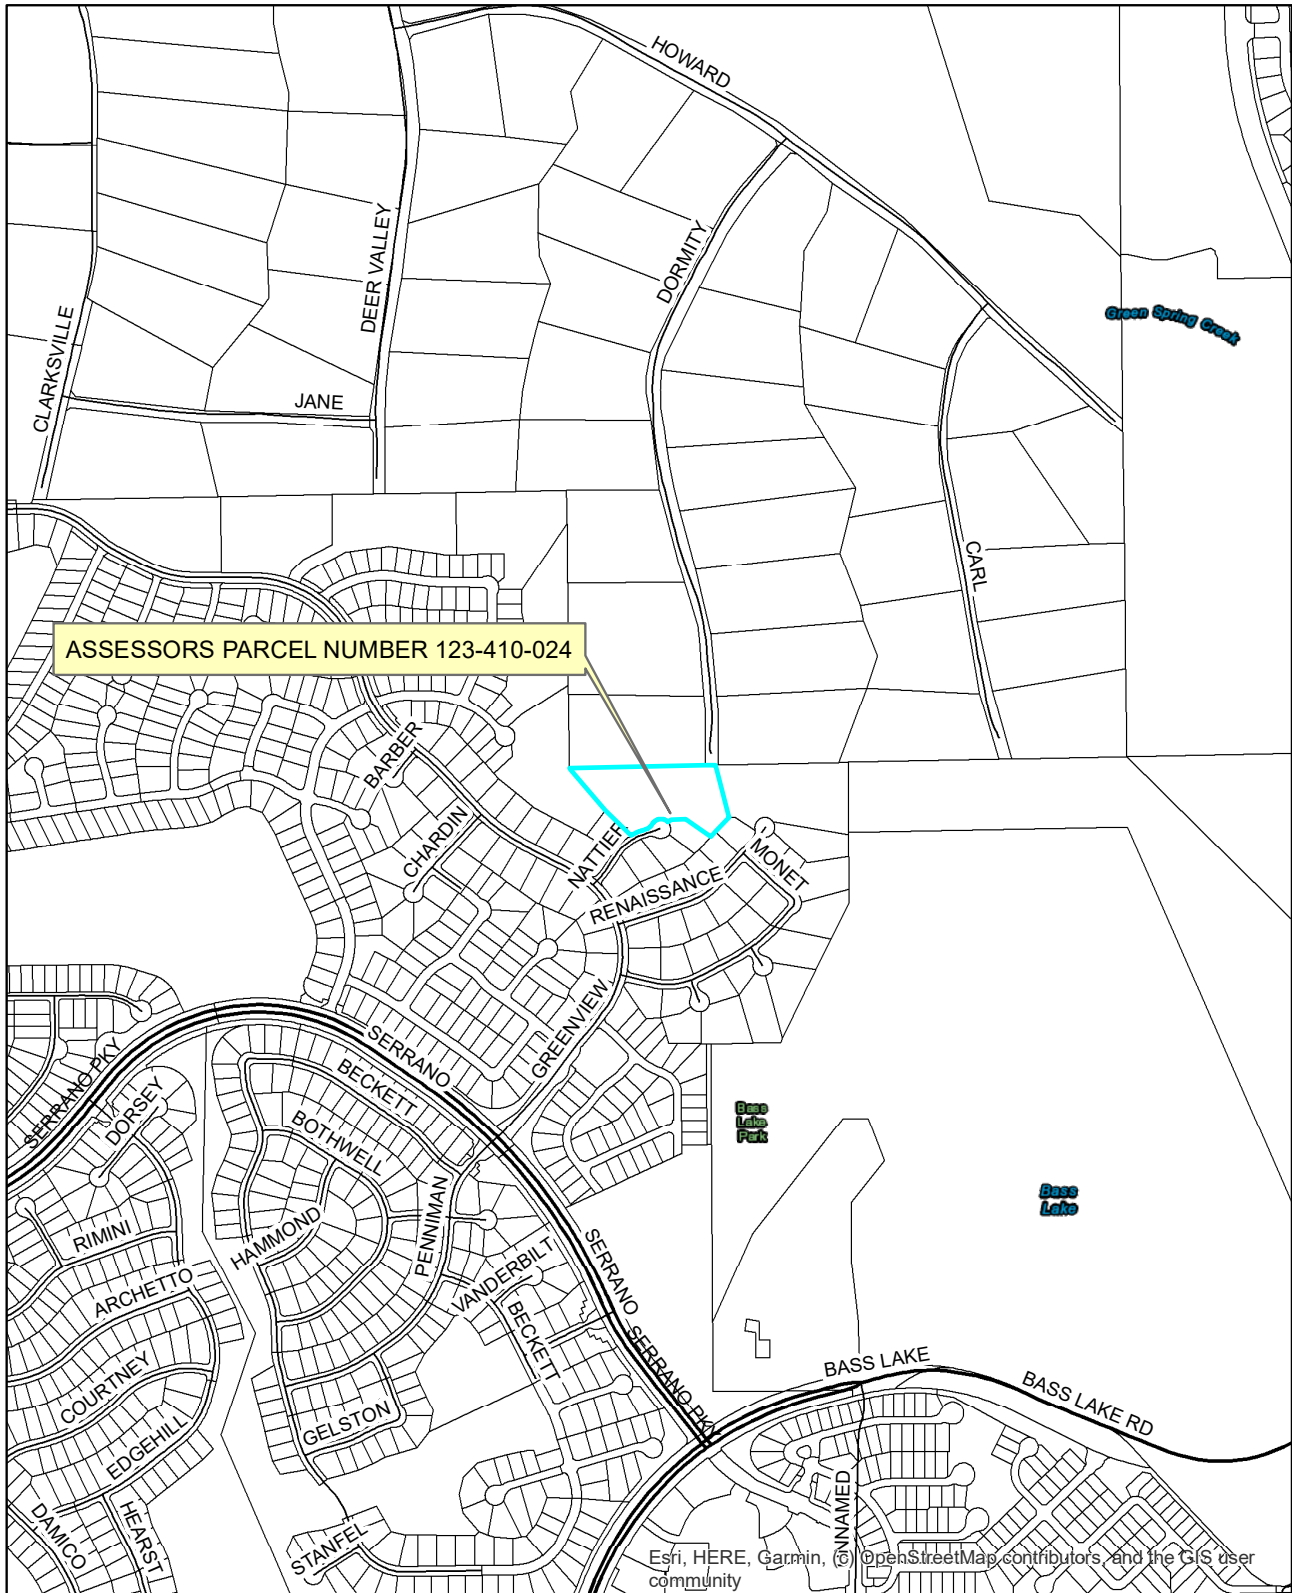 HOWARD
DORMITY
DEER VALLEY
Green Spring Creek
CLARKSVILLE
JANE
CARL
ASSESSORS PARCEL NUMBER 123-410-024
BARBER
CHARDIN
NATTIER
MONET
RENAISSANCE
GREENVIEW
SERRANO PKY
SERRANO
BECKETT
DORSEY
BOTHWELL
Bass
Lake
Park
Bass
Lake
PENNIMAN
HAMMOND
RIMINI
VANDERBILT
SERRANO
ARCHETTO
BECKETT
SERRANO PKY
BASS LAKE
BASS LAKE RD
COURTNEY
GELSTON
EDGEHILL
DAMICO
HEARST
STANFEL
UNNAMED
Esri, HERE, Garmin, (c) OpenStreetMap contributors, and the GIS user
community